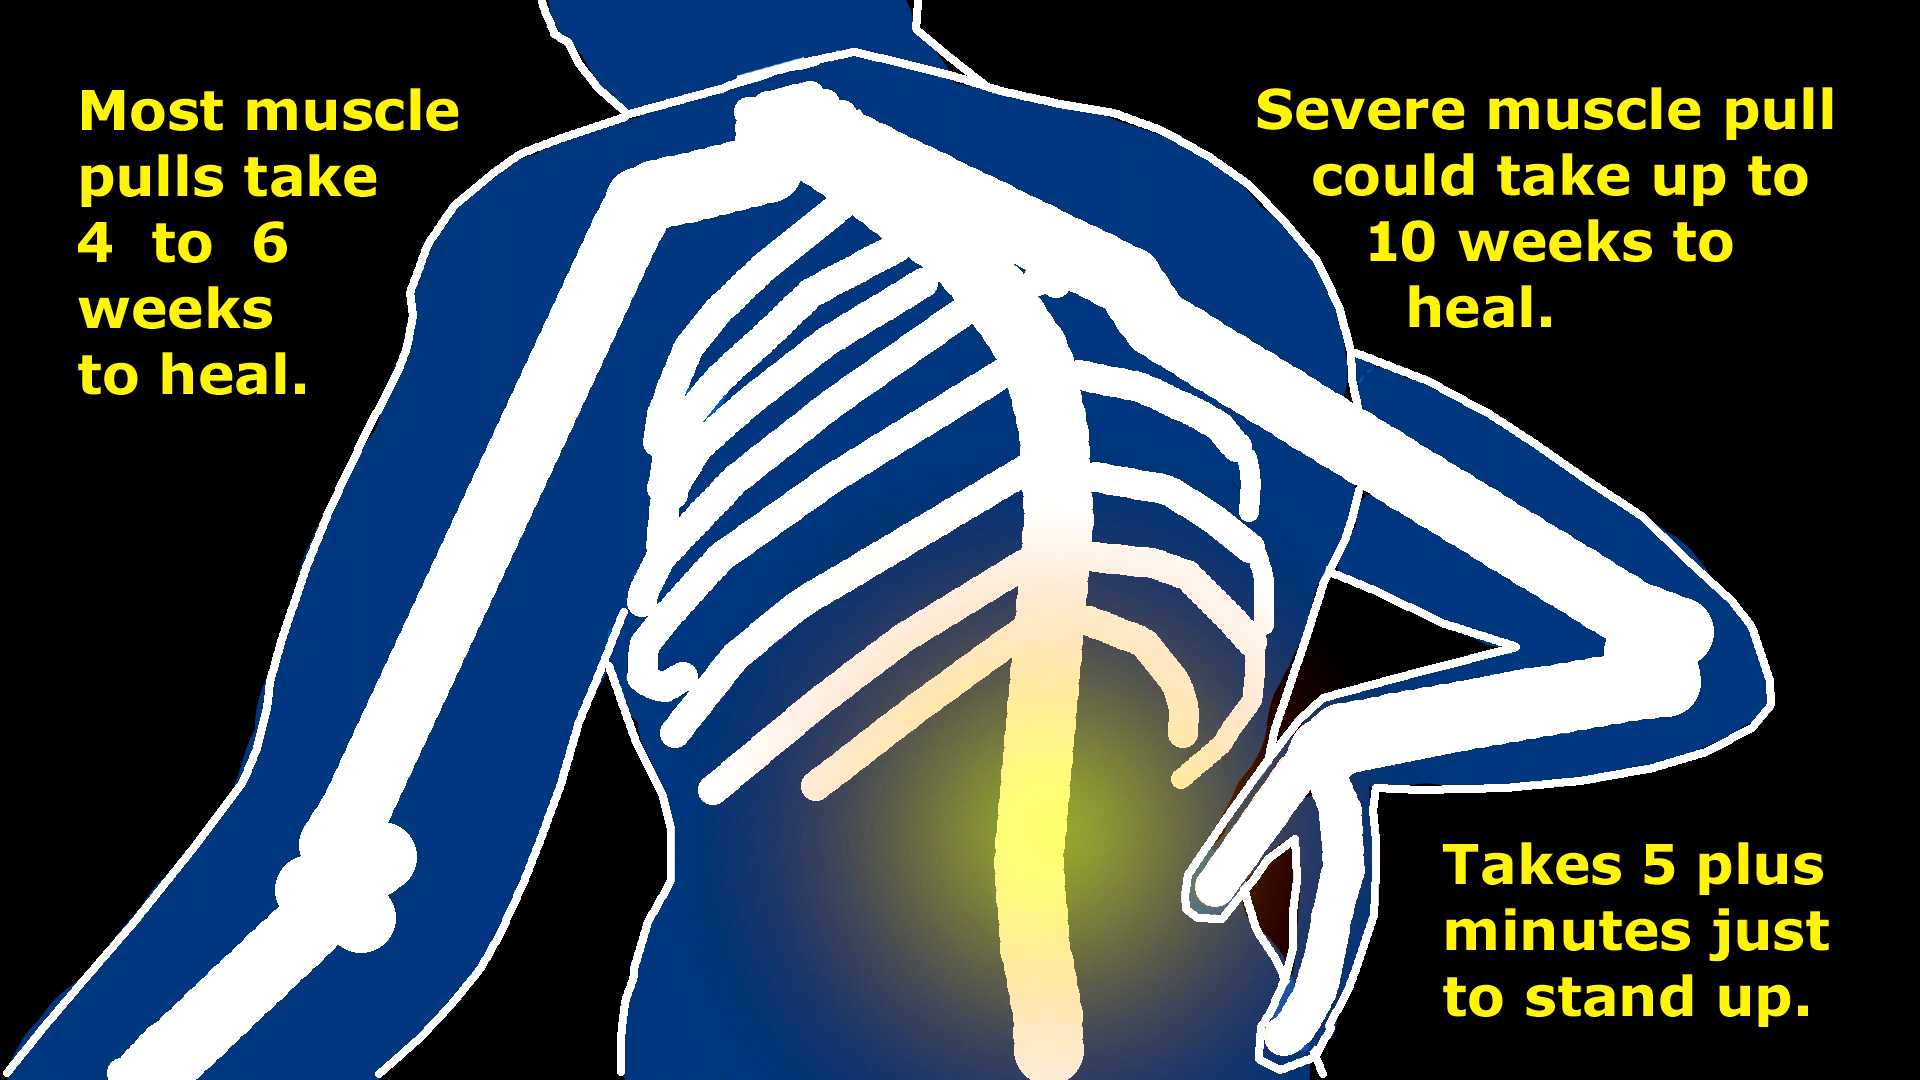 Most muscle
pulls take
4 to 6
weeks
to heal.
Severe muscle pull
could take up to
10 weeks to
heal.
Takes 5 plus
minutes just
to stand up.